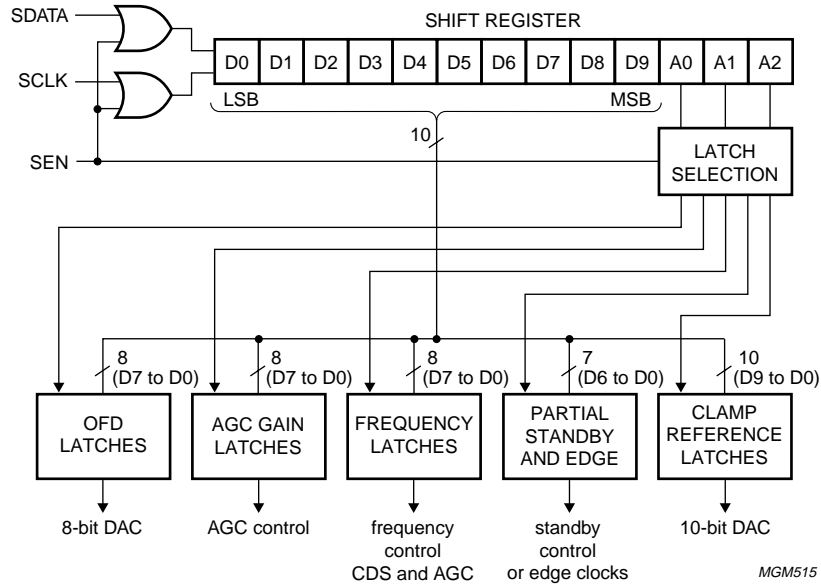 SHIFT REGISTER
SDATA
D0 D1 D2 D3 D4 D5 D6 D7 D8 D9 A0 A1 A2
SCLK
LSB MSB
10
SEN
LATCH
SELECTION
8
(D7 to D0)
8
(D7 to D0)
8
(D7 to D0)
7
(D6 to D0)
10
(D9 to D0)
OFD
LATCHES
AGC GAIN
LATCHES
FREQUENCY
LATCHES
PARTIAL
STANDBY
AND EDGE
CLAMP
REFERENCE
LATCHES
8-bit DAC
AGC control
frequency
control
CDS and AGC
standby
control
or edge clocks
10-bit DAC
MGM515